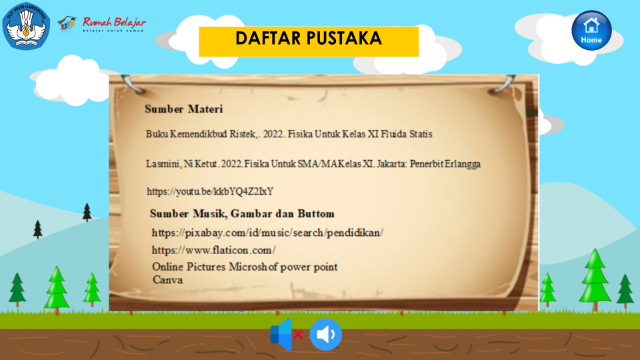 Rumah Belajar
Belajar untuk semua
DAFTAR PUSTAKA
Home
Sumber Materi
Buku Kemendikbud Ristek,. 2022. Fisika Untuk Kelas XI Fluida Statis
Lasmini, Ni Ketut. 2022.Fisika Untuk SMA/MA Kelas XI. Jakarta: Penerbit Erlangga
https://youtu.be/kkbYQ4Z2IxY
Sumber Musik, Gambar dan Buttom
https://pixabay.com/id/music/search/pendidikan/
https://www.flaticon.com/
Online Pictures Microshof power point
Canva